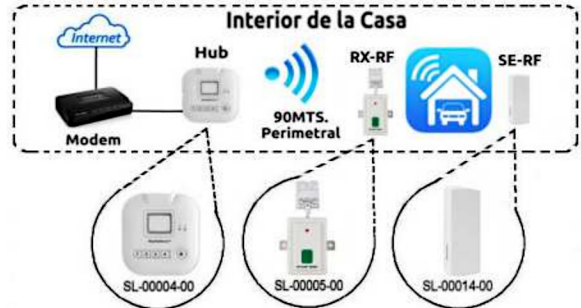 Interior de la Casa
Internet
Hub
RX-RF
SE-RF
Modem
90MTS.
Perimetral
SL-00004-00
SL-00005-00
SL-00014-00